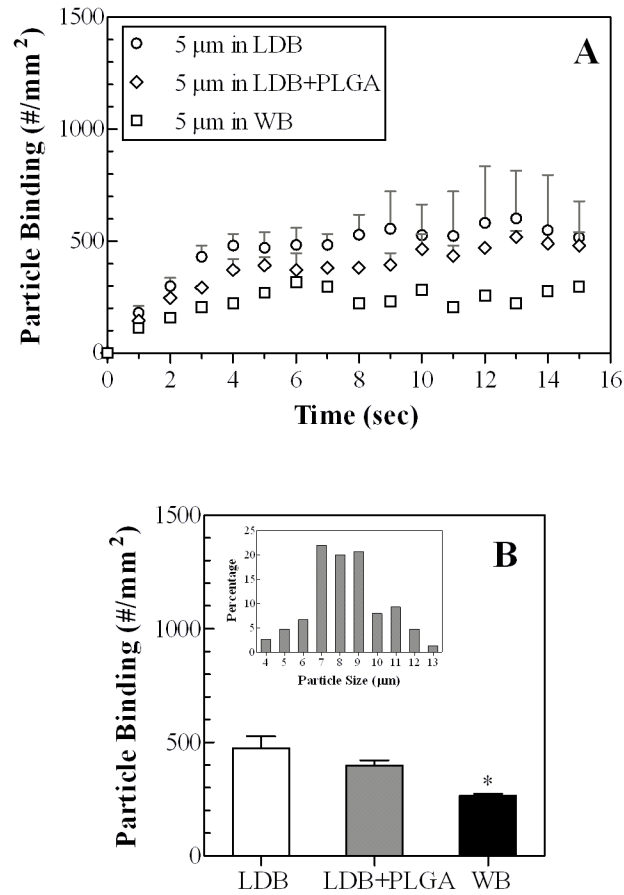 1500
1000
500
0
Particle Binding (#/mm²)
5 μm in LDB
5 μm in LDB+PLGA
5 μm in WB
A
0 2 4 6 8 10 12 14 16
Time (sec)
1500
1000
500
0
Particle Binding (#/mm²)
B
25
20
15
10
5
0
Percentage
4 5 6 7 8 9 10 11 12 13
Particle Size (μm)
*
LDB LDB+PLGA WB